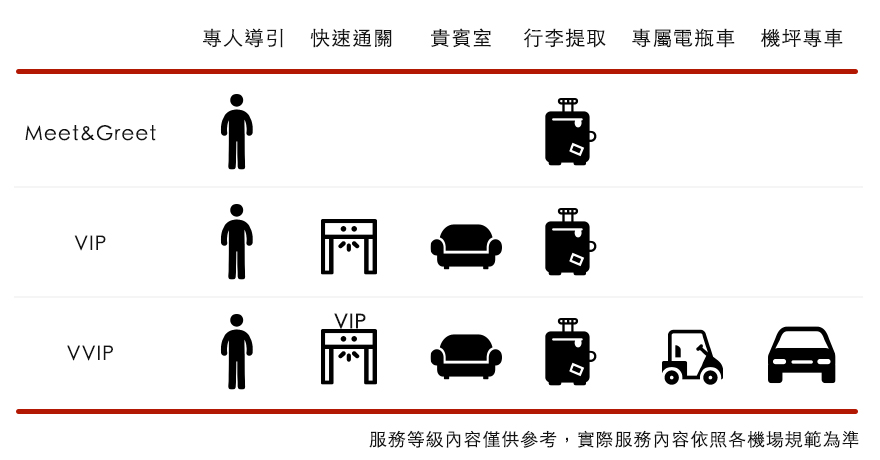 專人導引 快速通關 貴賓室 行李提取 專屬電瓶車 機坪專車
Meet&Greet
VIP
VIP
VVIP
服務等級內容僅供參考，實際服務內容依照各機場規範為準